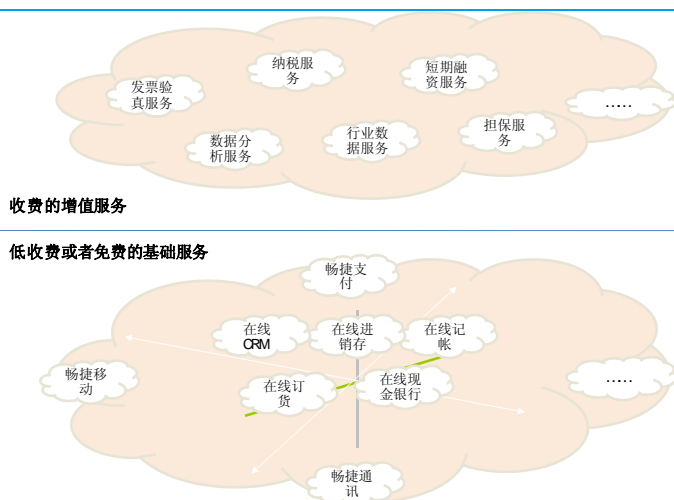 纳税服
务
短期融
资服务
发票验
真服务
.....
数据分
析服务
行业数
据服务
担保服
务
收费的增值服务
低收费或者免费的基础服务
畅捷支
付
在线
CRM
在线进
销存
在线记
帐
畅捷移
动
在线订
货
在线现
金银行
.....
畅捷通
讯